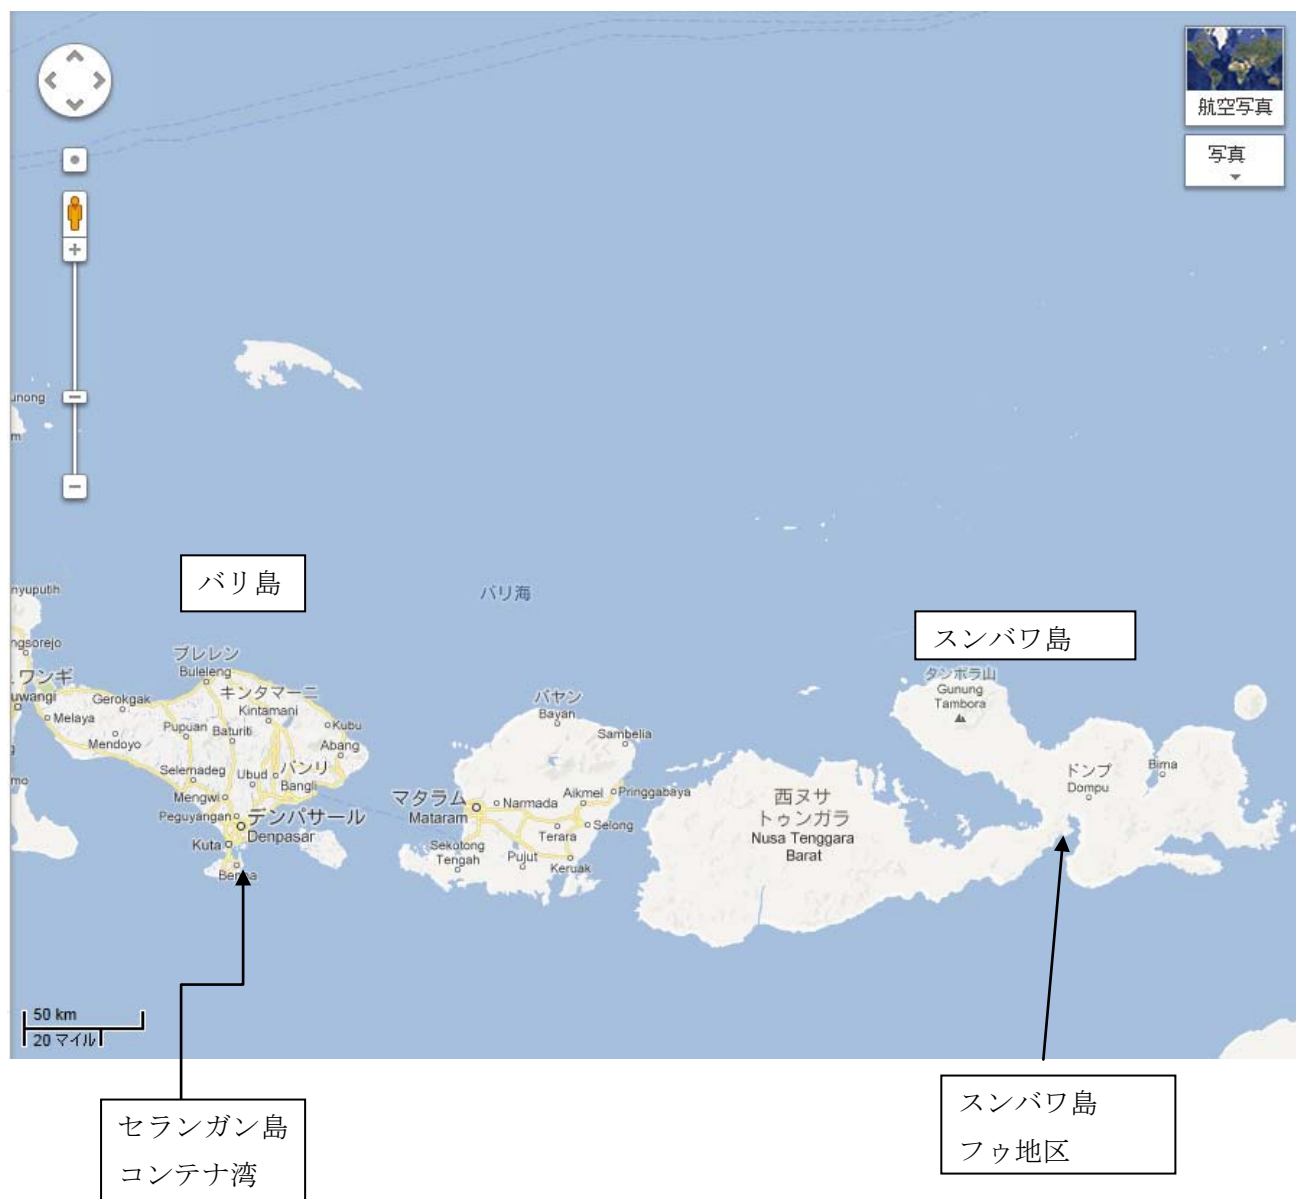 航空写真
写真
unong
m
バリ島
バリ海
nyuputih
スンバワ島
ngsorejo
ブレレン
Buleleng
タンボラ山
Gunung
Tambora
ワンギ
uwangi
Gerokgak
キンタマーニ
Kintamani
バヤン
Bayan
Melaya
Pupuan
Baturiti
Kubu
Sambelia
Mendoyo
Abang
Selemadeg
Ubud
バンリ
Bangli
ドンプ
Dompu
Bima
mo
Mengwi
マタラム
Mataram
Narmada
Aikmel
Pringgabaya
西ヌサ
トゥンガラ
Nusa Tenggara
Barat
Peguyangan
デンパサール
Denpasar
Terara
Selong
Kuta
Sekotong
Tengah
Pujut
Keruak
Benoa
50 km
20 マイル
セランガン島
コンテナ湾
スンバワ島
フゥ地区